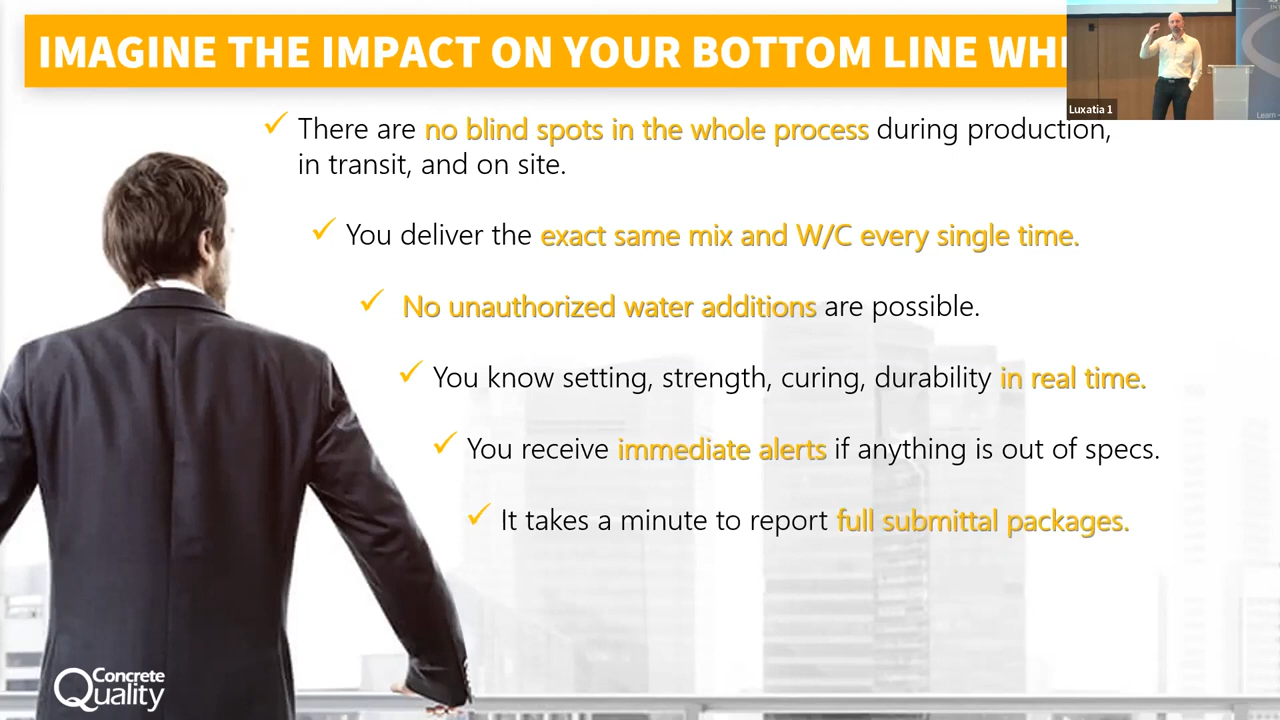 IMAGINE THE IMPACT ON YOUR BOTTOM LINE
Luxatia 1
Learn
✓ There are no blind spots in the whole process during production,
in transit, and on site.
✓ You deliver the exact same mix and W/C every single time.
✓ No unauthorized water additions are possible.
✓ You know setting, strength, curing, durability in real time.
✓ You receive immediate alerts if anything is out of specs.
✓ It takes a minute to report full submittal packages.
Concrete
Quality